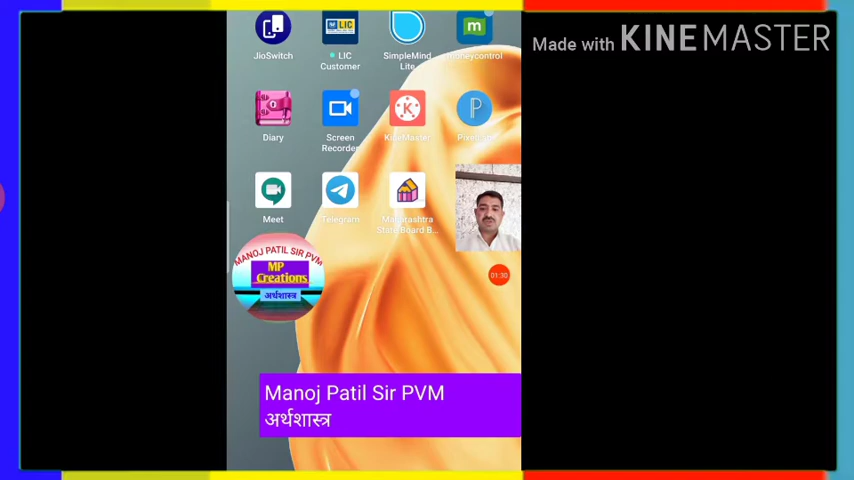 Made with KINEMASTER
LIC
JioSwitch
LIC
Customer
SimpleMind
Lite
moneycontrol
Diary
Screen
Recorder
KineMaster
Meet
Telegram
Maharashtra
State Board B...
MANOJ PATIL SIR PVM
MP
Creations
अर्थशास्त्र
01:30
Manoj Patil Sir PVM
अर्थशास्त्र